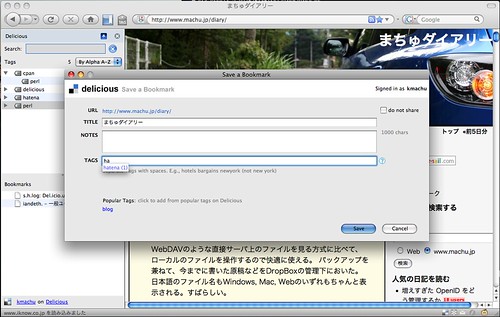 まちゅダイアリー
http://www.machu.jp/diary/
Google
Delicious
Search:
Tags 5 By Alpha A-Z
cpan
perl
delicious
hatena
perl
Bookmarks
s.h.log: Del.icio.u
iandeth. - 一般ユ
kmachu on Delicious
まちゅダイアリー
トップ «前5日分
Save a Bookmark
delicious Save a Bookmark
Signed in as kmachu
URL http://www.machu.jp/diary/
do not share
TITLE まちゅダイアリー
NOTES
1000 chars
TAGS ha
hatena (1)
tags with spaces. E.g., hotels bargains newyork (not new york)
Popular Tags: click to add from popular tags on Delicious
blog
Save Cancel
WebDAVのような直接サーバ上のファイルを見る方式に比べて、
ローカルのファイルを操作するので快適に使える。 バックアップを
兼ねて、今までに書いた原稿などをDropBoxの管理下においた。
日本語のファイル名もWindows, Mac, Webのいずれもちゃんと表
示される。すばらしい。
mail.com
検索する
Web www.machu.jp
検索
人気の日記を読む
増えすぎた OpenID をど
www.iknow.co.jp を読み込みました